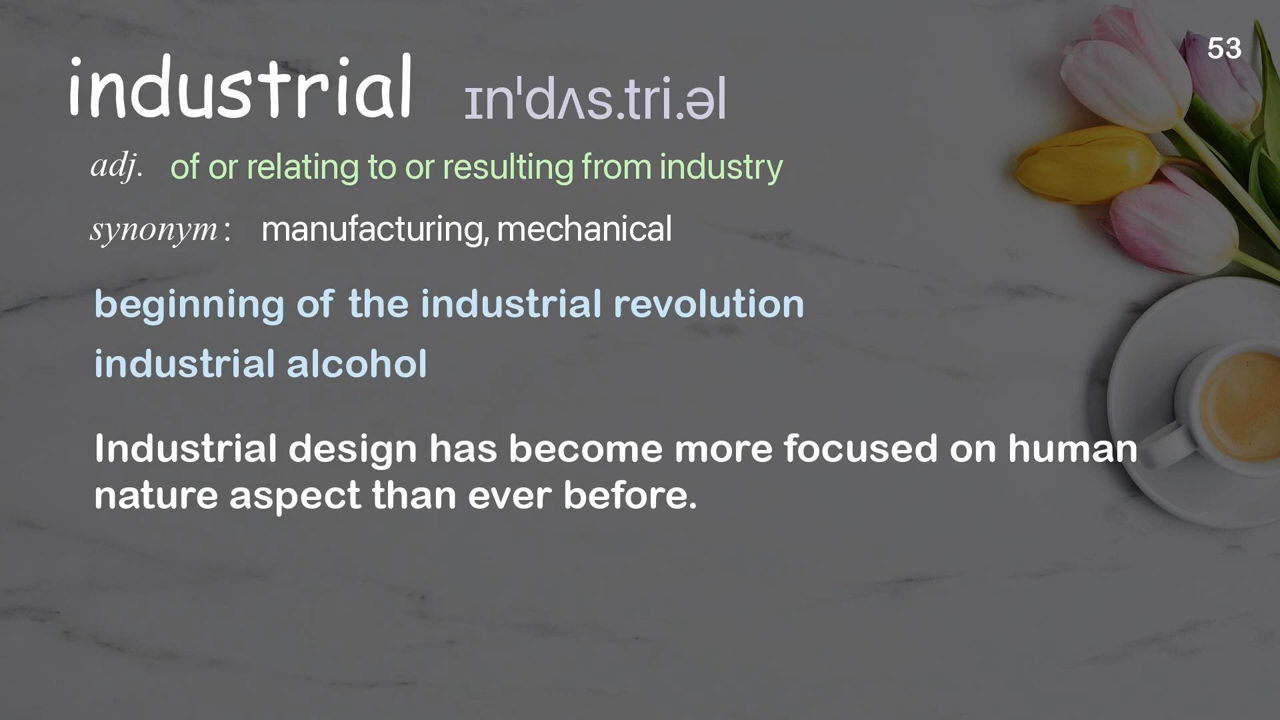 53
industrial ɪnˈdʌs.tri.əl
adj. of or relating to or resulting from industry
synonym: manufacturing, mechanical
beginning of the industrial revolution
industrial alcohol
Industrial design has become more focused on human
nature aspect than ever before.